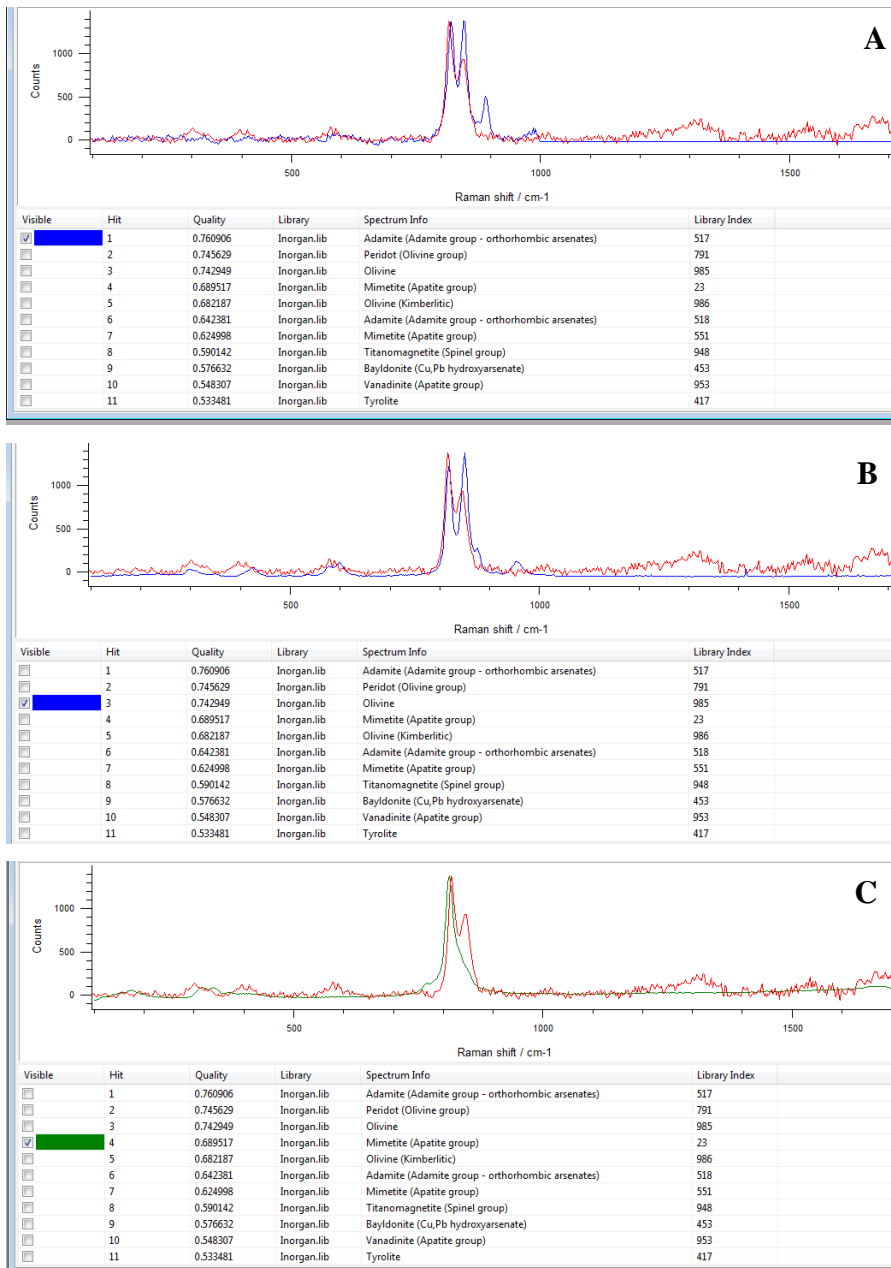 A
1000
500
0
Counts
500 1000 1500
Raman shift / cm-1
Visible Hit Quality Library Spectrum Info Library Index
1 0.760906 Inorgan.lib Adamite (Adamite group - orthorhombic arsenates) 517
2 0.745629 Inorgan.lib Peridot (Olivine group) 791
3 0.742949 Inorgan.lib Olivine 985
4 0.689517 Inorgan.lib Mimetite (Apatite group) 23
5 0.682187 Inorgan.lib Olivine (Kimberlitic) 986
6 0.642381 Inorgan.lib Adamite (Adamite group - orthorhombic arsenates) 518
7 0.624998 Inorgan.lib Mimetite (Apatite group) 551
8 0.590142 Inorgan.lib Titanomagnetite (Spinel group) 948
9 0.576632 Inorgan.lib Bayldonite (Cu,Pb hydroxyarsenate) 453
10 0.548307 Inorgan.lib Vanadinite (Apatite group) 953
11 0.533481 Inorgan.lib Tyrolite 417
B
1000
500
0
Counts
500 1000 1500
Raman shift / cm-1
Visible Hit Quality Library Spectrum Info Library Index
1 0.760906 Inorgan.lib Adamite (Adamite group - orthorhombic arsenates) 517
2 0.745629 Inorgan.lib Peridot (Olivine group) 791
3 0.742949 Inorgan.lib Olivine 985
4 0.689517 Inorgan.lib Mimetite (Apatite group) 23
5 0.682187 Inorgan.lib Olivine (Kimberlitic) 986
6 0.642381 Inorgan.lib Adamite (Adamite group - orthorhombic arsenates) 518
7 0.624998 Inorgan.lib Mimetite (Apatite group) 551
8 0.590142 Inorgan.lib Titanomagnetite (Spinel group) 948
9 0.576632 Inorgan.lib Bayldonite (Cu,Pb hydroxyarsenate) 453
10 0.548307 Inorgan.lib Vanadinite (Apatite group) 953
11 0.533481 Inorgan.lib Tyrolite 417
C
1000
500
0
Counts
500 1000 1500
Raman shift / cm-1
Visible Hit Quality Library Spectrum Info Library Index
1 0.760906 Inorgan.lib Adamite (Adamite group - orthorhombic arsenates) 517
2 0.745629 Inorgan.lib Peridot (Olivine group) 791
3 0.742949 Inorgan.lib Olivine 985
4 0.689517 Inorgan.lib Mimetite (Apatite group) 23
5 0.682187 Inorgan.lib Olivine (Kimberlitic) 986
6 0.642381 Inorgan.lib Adamite (Adamite group - orthorhombic arsenates) 518
7 0.624998 Inorgan.lib Mimetite (Apatite group) 551
8 0.590142 Inorgan.lib Titanomagnetite (Spinel group) 948
9 0.576632 Inorgan.lib Bayldonite (Cu,Pb hydroxyarsenate) 453
10 0.548307 Inorgan.lib Vanadinite (Apatite group) 953
11 0.533481 Inorgan.lib Tyrolite 417